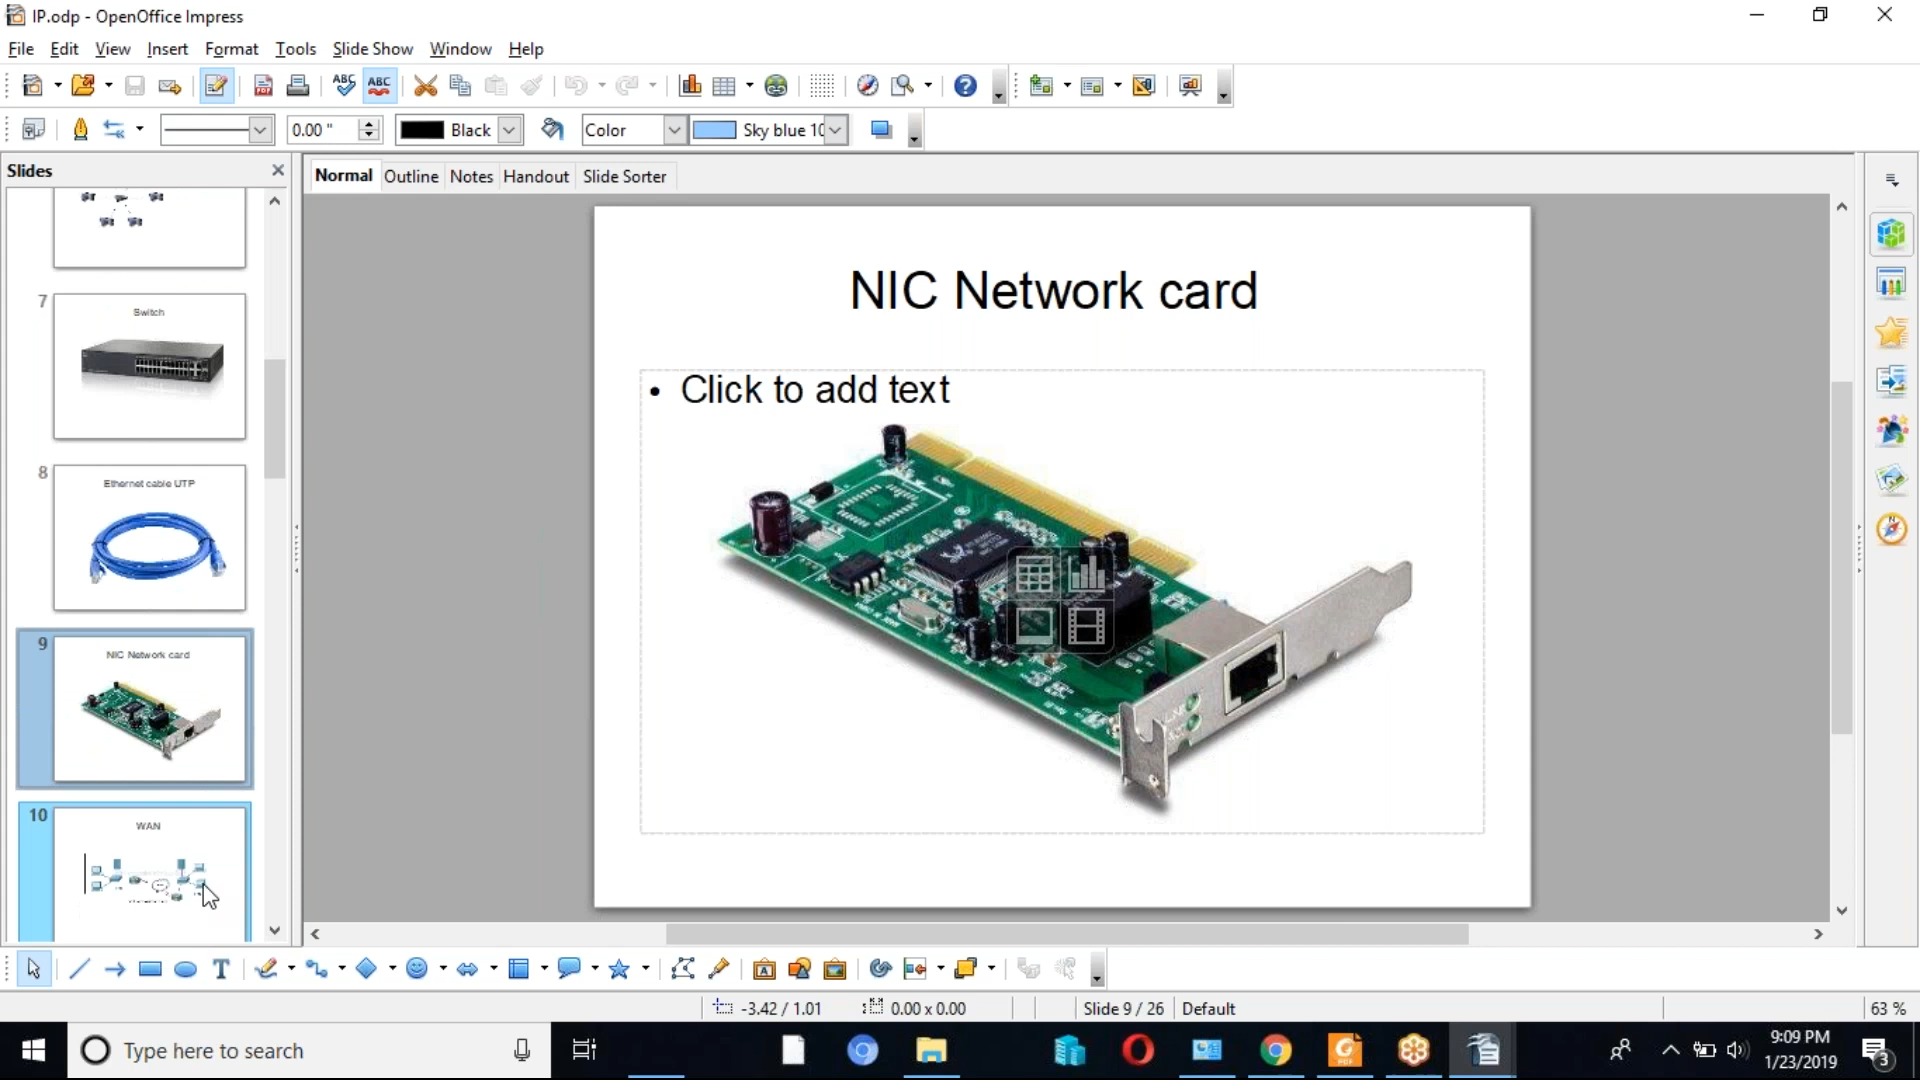 IP.odp - OpenOffice Impress
File Edit View Insert Format Tools Slide Show Window Help
0.00 " Black Color Sky blue 10
Slides
Normal Outline Notes Handout Slide Sorter
7
Switch
8
Ethernet cable UTP
9
NIC Network card
10
WAN
NIC Network card
• Click to add text
-3.42 / 1.01 0.00 x 0.00 Slide 9 / 26 Default 63 %
Type here to search
9:09 PM
1/23/2019
3